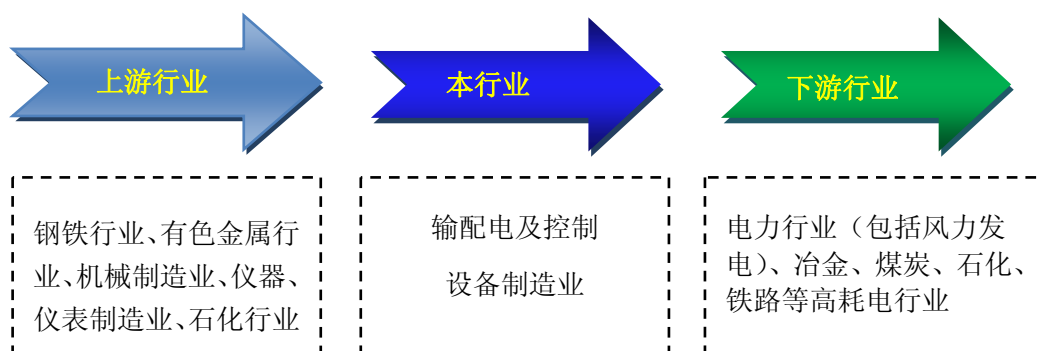 上游行业
本行业
下游行业
钢铁行业、有色金属行
业、机械制造业、仪器、
仪表制造业、石化行业
输配电及控制
设备制造业
电力行业（包括风力发
电）、冶金、煤炭、石化、
铁路等高耗电行业